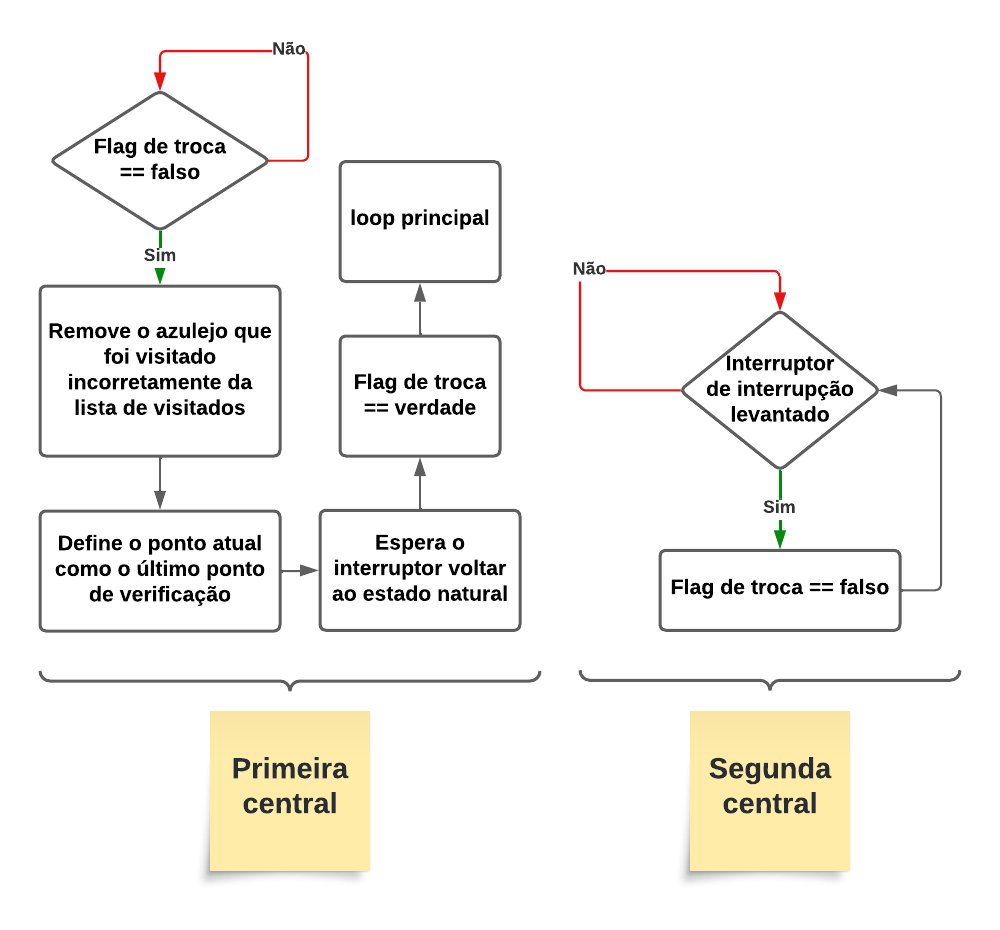 Não
Flag de troca
== falso
Sim
Remove o azulejo que
foi visitado
incorretamente da
lista de visitados
Define o ponto atual
como o último ponto
de verificação
Espera o
interruptor voltar
ao estado natural
Flag de troca
== verdade
loop principal
Não
Interruptor
de interrupção
levantado
Sim
Flag de troca == falso
Primeira
central
Segunda
central